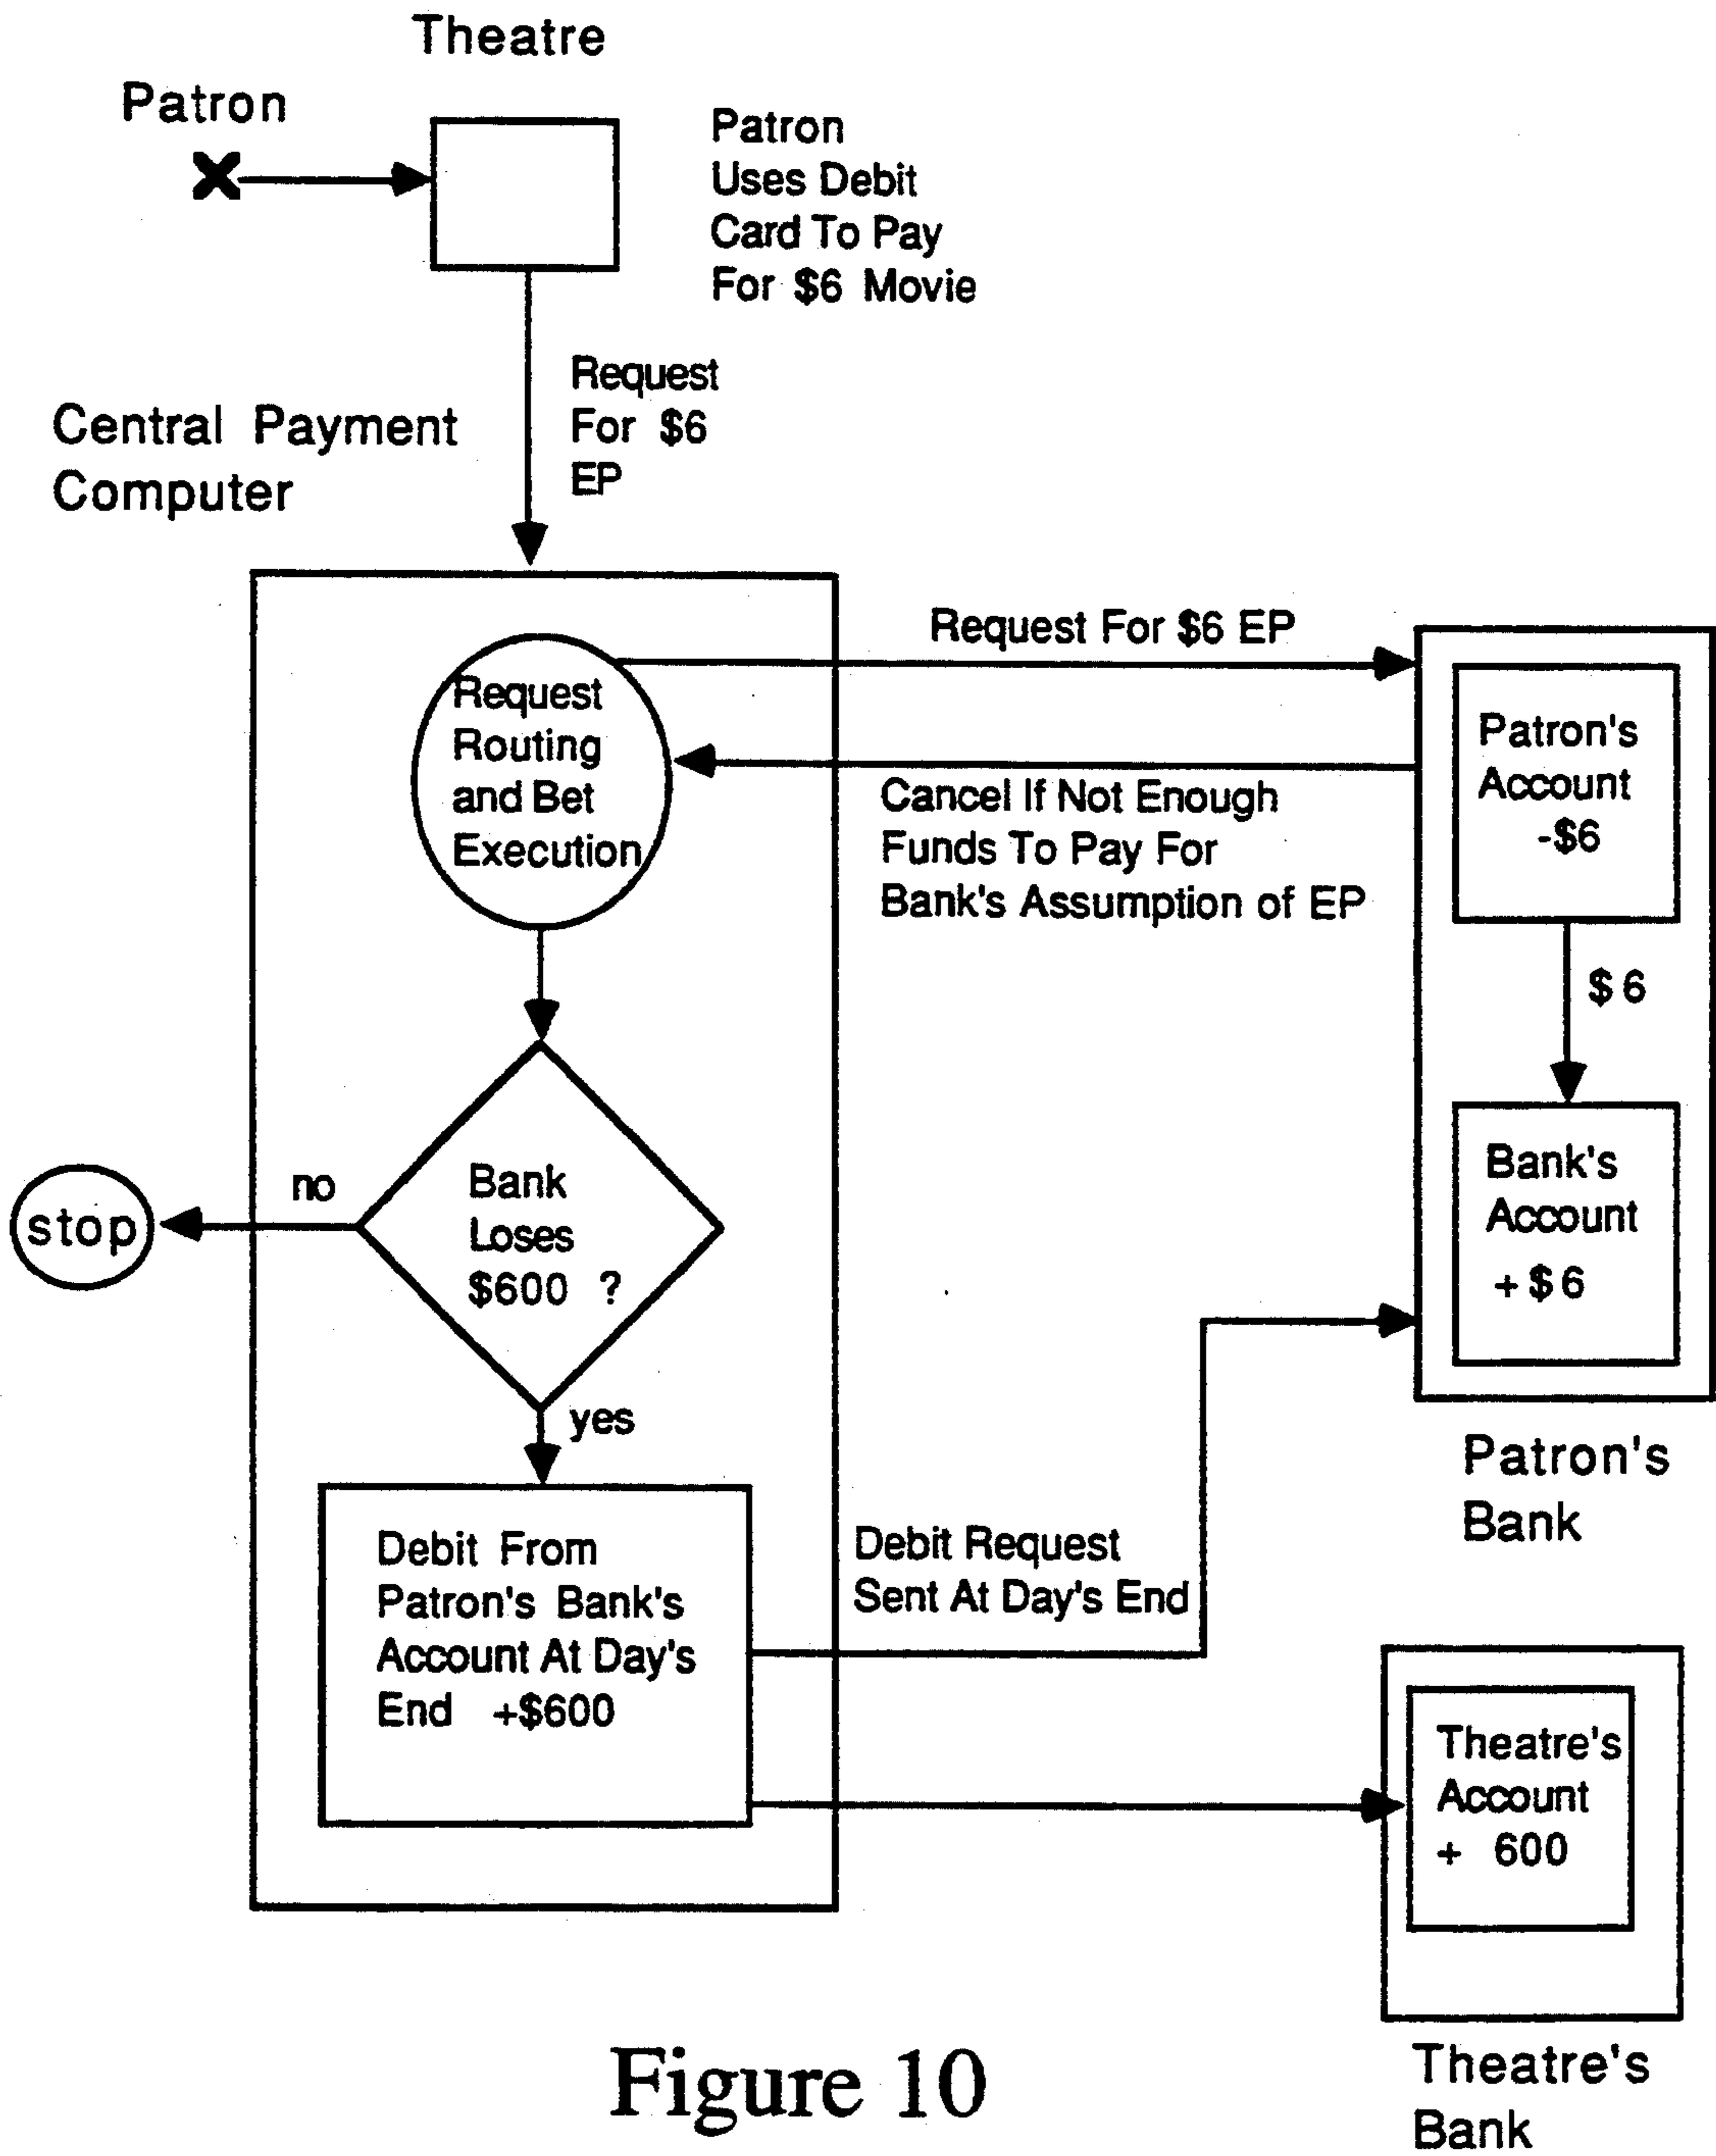 Theatre
Patron
Patron
Uses Debit
Card To Pay
For $6 Movie
Request
For $6
EP
Central Payment
Computer
Request For $6 EP
Request
Routing
and Bet
Execution
Cancel If Not Enough
Funds To Pay For
Bank's Assumption of EP
Patron's
Account
-$6
$6
Bank's
Account
+$6
Patron's
Bank
no
stop
Bank
Loses
$600 ?
yes
Debit From
Patron's Bank's
Account At Day's
End +$600
Debit Request
Sent At Day's End
Theatre's
Account
+ 600
Theatre's
Bank
Figure 10